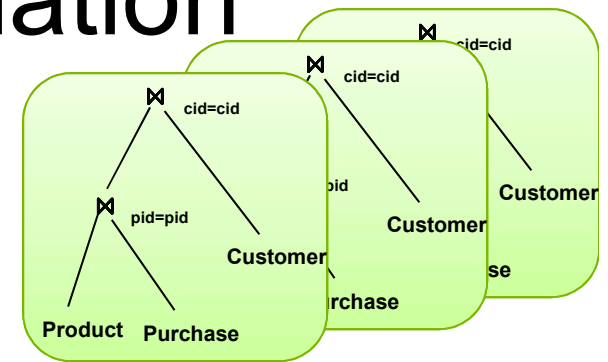 ation
⋈ cid=cid
⋈ pid=pid
Customer
Product Purchase
⋈ cid=cid
pid
Customer
rchase
⋈ cid=cid
Customer
se